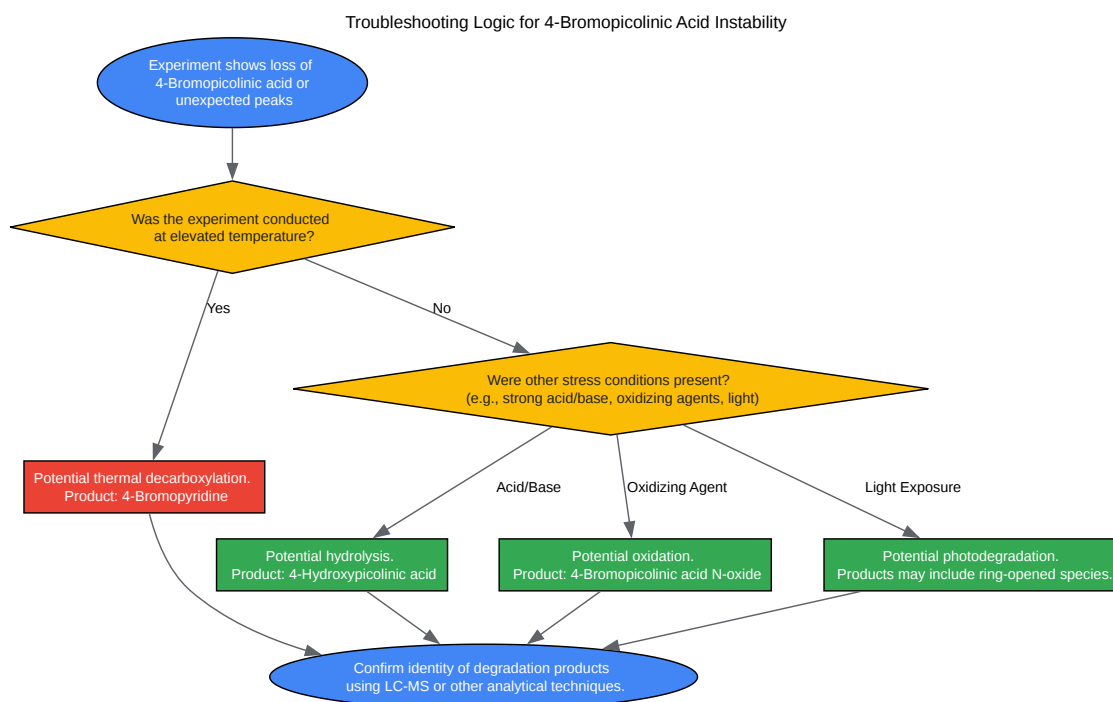 Troubleshooting Logic for 4-Bromopicolinic Acid Instability
Experiment shows loss of
4-Bromopicolinic acid or
unexpected peaks
Was the experiment conducted
at elevated temperature?
Yes
No
Were other stress conditions present?
(e.g., strong acid/base, oxidizing agents, light)
Potential thermal decarboxylation.
Product: 4-Bromopyridine
Acid/Base
Oxidizing Agent
Light Exposure
Potential hydrolysis.
Product: 4-Hydroxypicolinic acid
Potential oxidation.
Product: 4-Bromopicolinic acid N-oxide
Potential photodegradation.
Products may include ring-opened species.
Confirm identity of degradation products
using LC-MS or other analytical techniques.